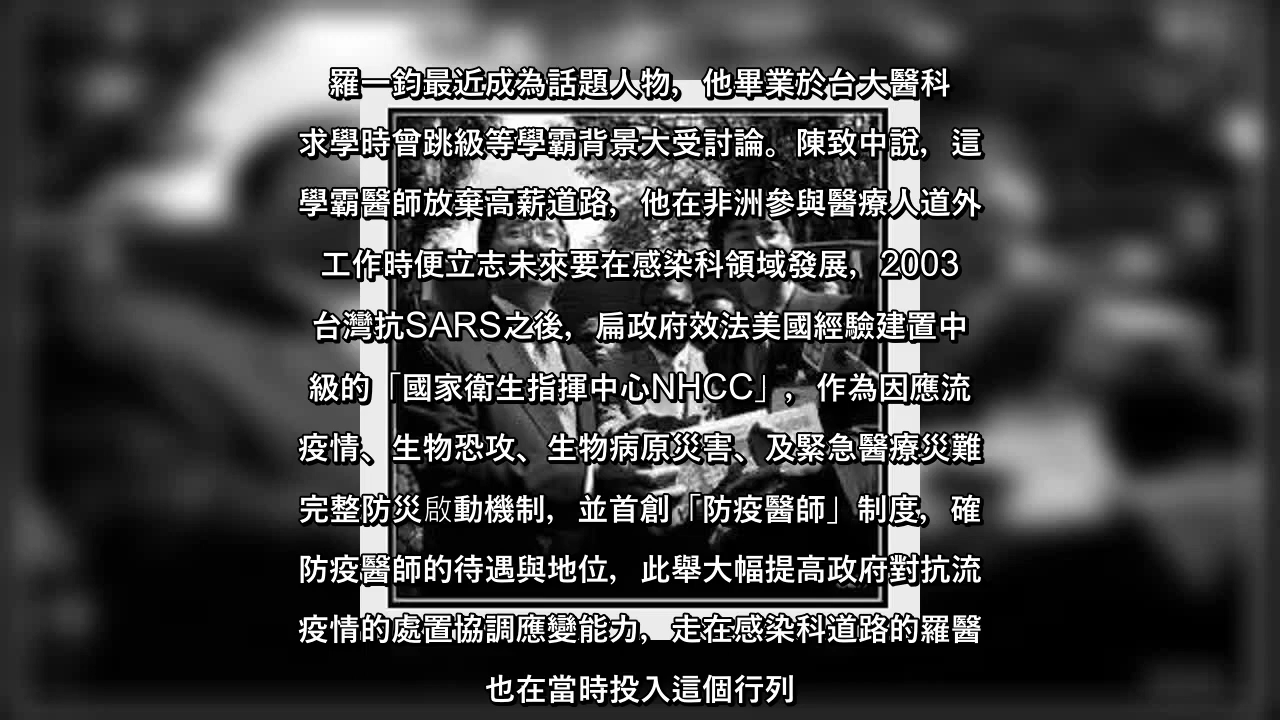 羅一鈞最近成為話題人物，他畢業於台大醫科
求學時曾跳級等學霸背景大受討論。陳致中說，這
學霸醫師放棄高薪道路，他在非洲參與醫療人道外
工作時便立志未來要在感染科領域發展，2003
台灣抗SARS之後，扁政府效法美國經驗建置中
級的「國家衛生指揮中心NHCC」，作為因應流
疫情、生物恐攻、生物病原災害、及緊急醫療災難
完整防災啟動機制，並首創「防疫醫師」制度，確
防疫醫師的待遇與地位，此舉大幅提高政府對抗流
疫情的處置協調應變能力，走在感染科道路的羅醫
也在當時投入這個行列